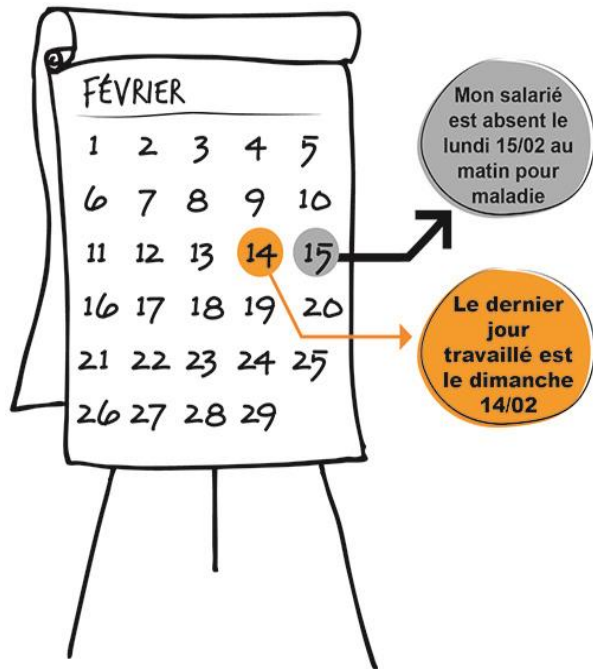 FÉVRIER
1 2 3 4 5
6 7 8 9 10
11 12 13 14 15
16 17 18 19 20
21 22 23 24 25
26 27 28 29
Mon salarié
est absent le
lundi 15/02 au
matin pour
maladie
Le dernier
jour
travaillé est
le dimanche
14/02